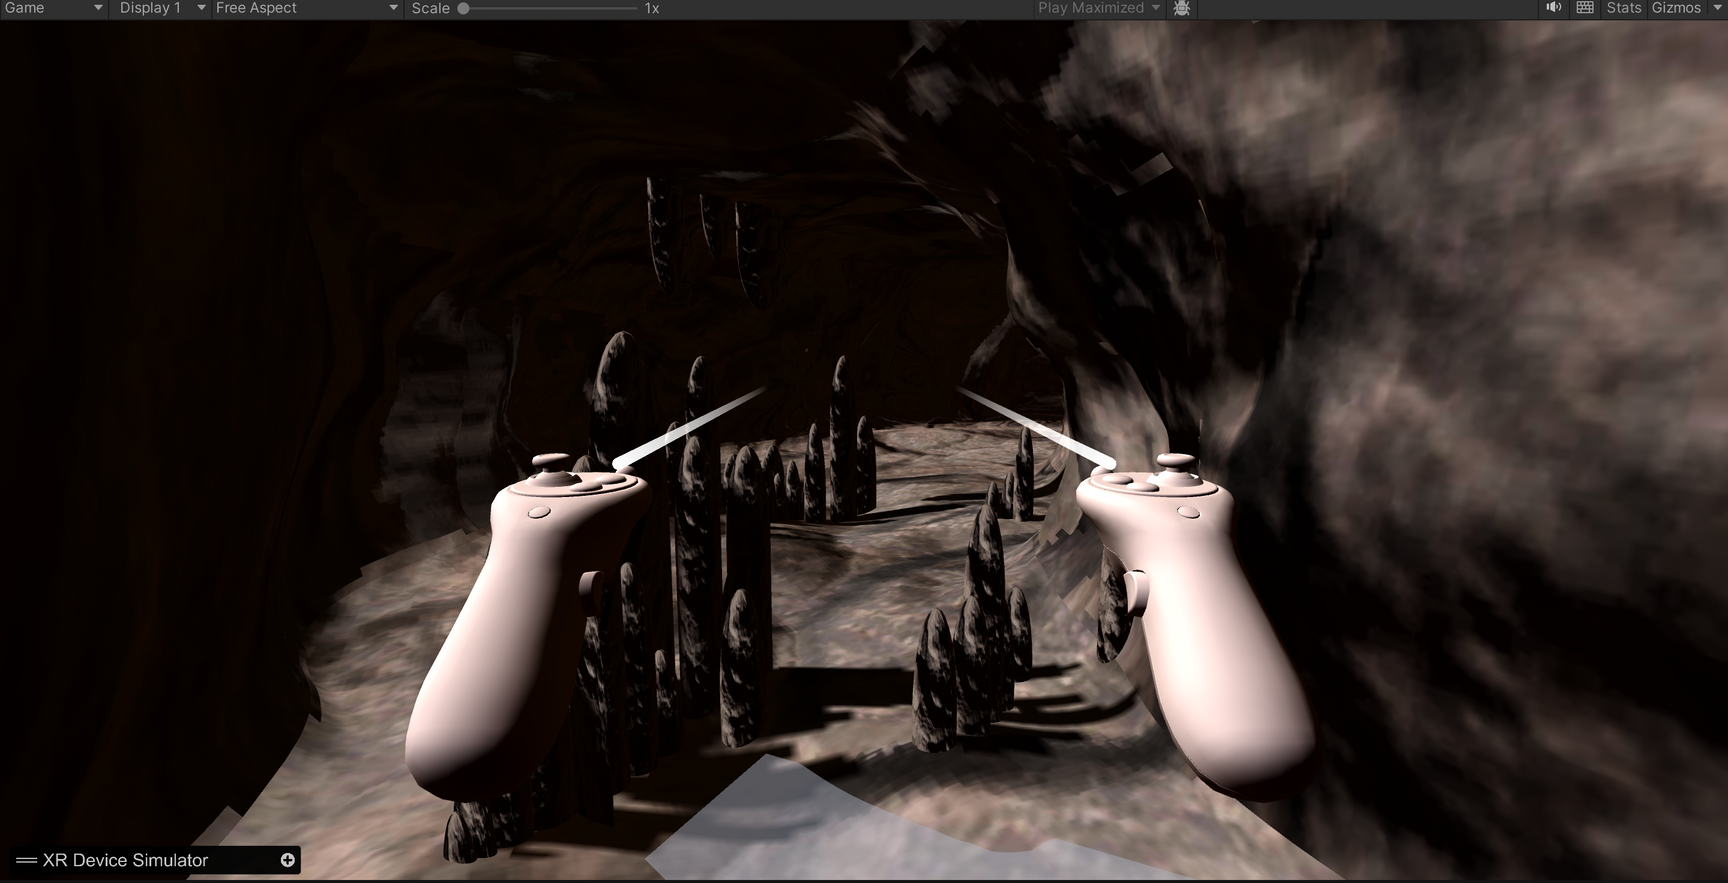 Game Display 1 Free Aspect Scale 1x Play Maximized Stats Gizmos
XR Device Simulator